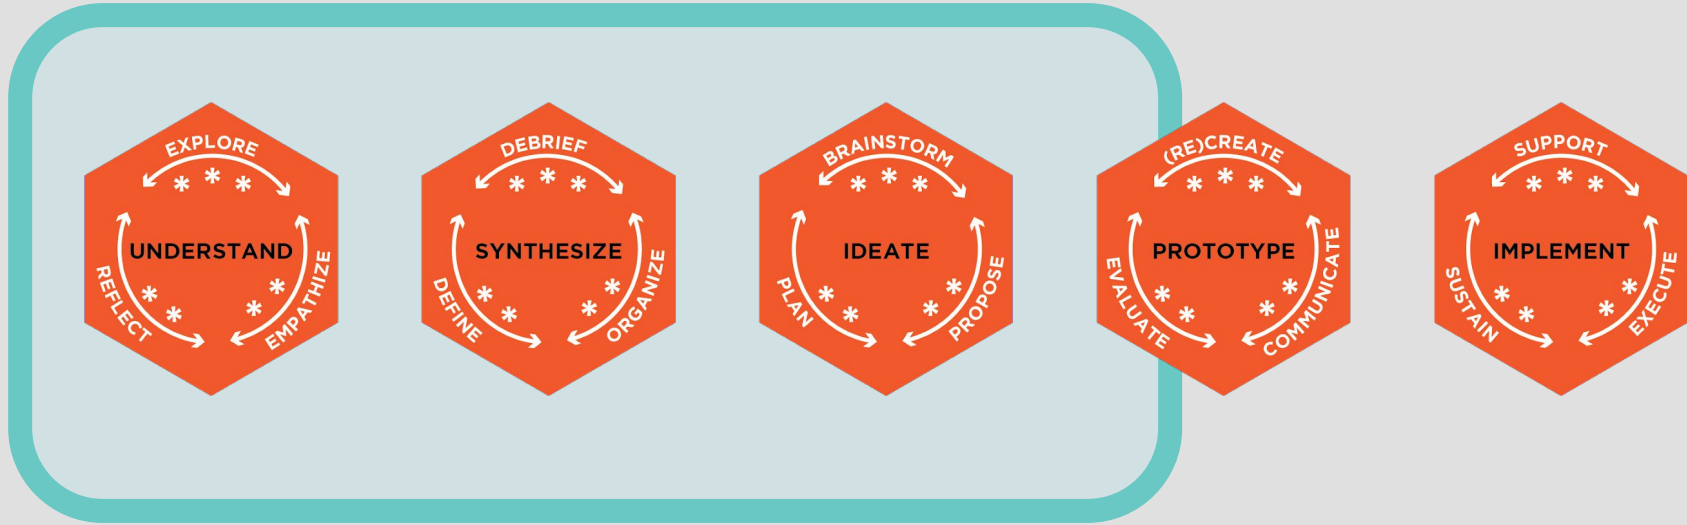 EXPLORE
UNDERSTAND
REFLECT
EMPATHIZE
DEBRIEF
SYNTHESIZE
DEFINE
ORGANIZE
BRAINSTORM
IDEATE
PLAN
PROPOSE
(RE)CREATE
PROTOTYPE
EVALUATE
COMMUNICATE
SUPPORT
IMPLEMENT
SUSTAIN
EXECUTE